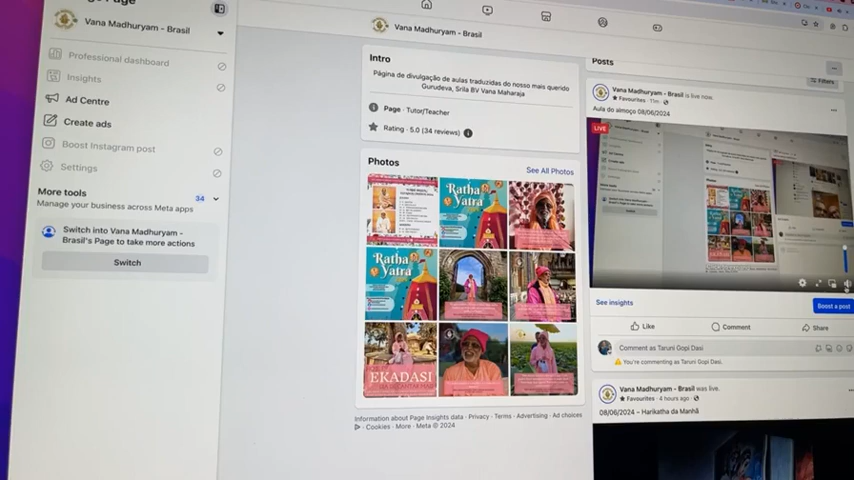 Page
Vana Madhuryam - Brasil
Professional dashboard
Insights
Ad Centre
Create ads
Boost Instagram post
Settings
More tools
34
Manage your business across Meta apps
Switch into Vana Madhuryam -
Brasil's Page to take more actions
Switch
Vana Madhuryam - Brasil
Intro
Página de divulgação de aulas traduzidas do nosso mais querido
Gurudeva, Srila BV Vana Maharaja
Page · Tutor/Teacher
Rating · 5.0 (34 reviews)
Photos
See All Photos
Ratha
Yatra
Ratha
Yatra
EKADASI
Information about Page Insights data · Privacy · Terms · Advertising · Ad choices
· Cookies · More · Meta © 2024
Posts
Filters
Vana Madhuryam - Brasil is live now.
Favourites · 11m ·
Aula do almoço 08/06/2024
LIVE
See insights
Boost a post
Like
Comment
Share
Comment as Taruni Gopi Dasi
You're commenting as Taruni Gopi Dasi.
Vana Madhuryam - Brasil was live.
Favourites · 4 hours ago ·
08/06/2024 - Harikatha da Manhã